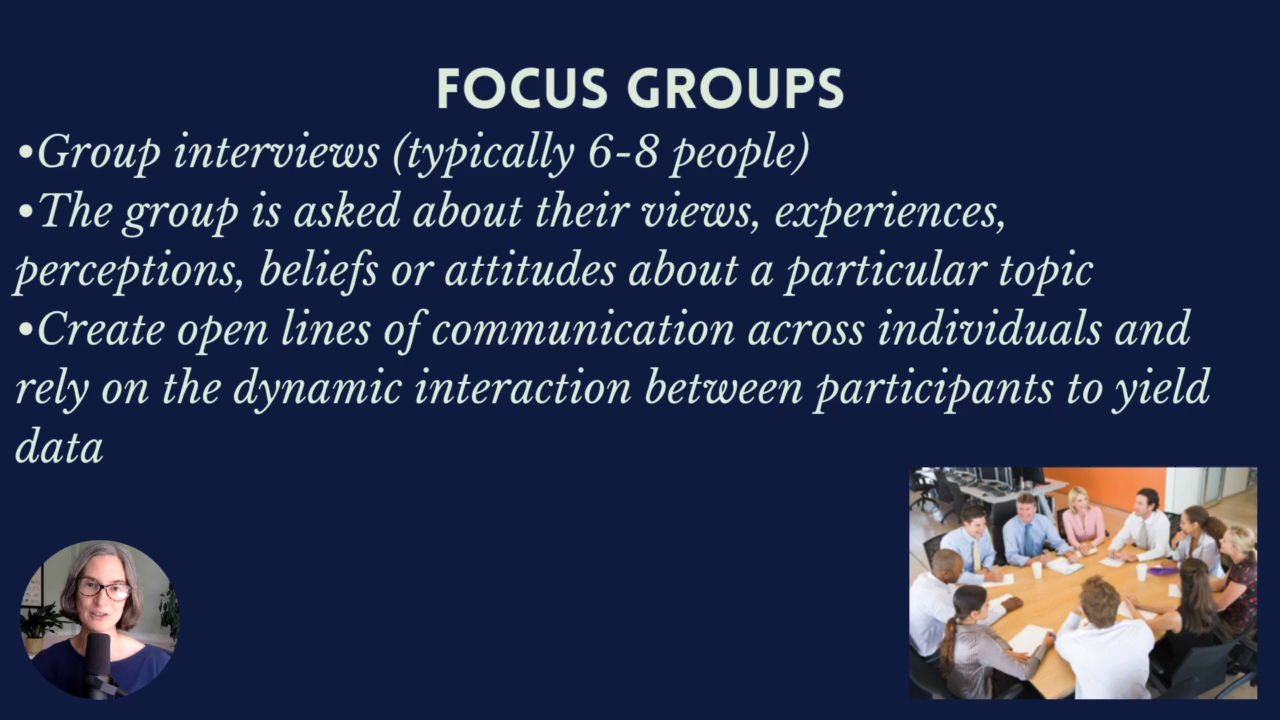 FOCUS GROUPS
•Group interviews (typically 6-8 people)
•The group is asked about their views, experiences,
perceptions, beliefs or attitudes about a particular topic
•Create open lines of communication across individuals and
rely on the dynamic interaction between participants to yield
data